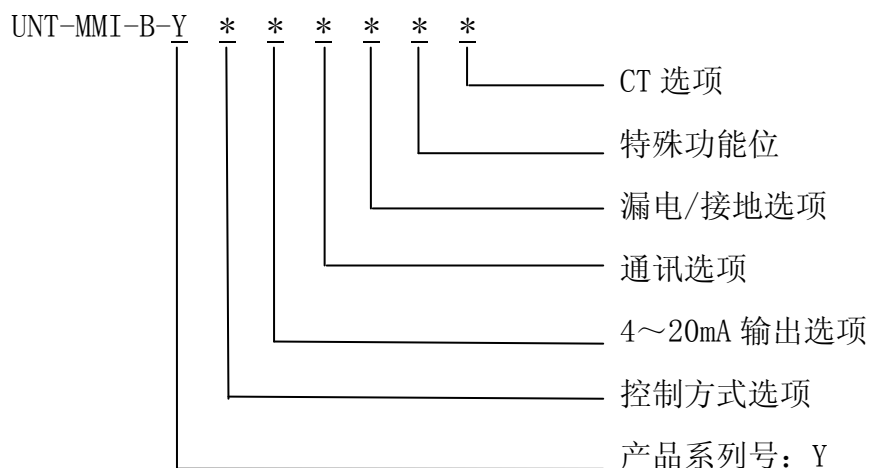 UNT-MMI-B-Y * * * * * *
CT 选项
特殊功能位
漏电/接地选项
通讯选项
4～20mA 输出选项
控制方式选项
产品系列号：Y